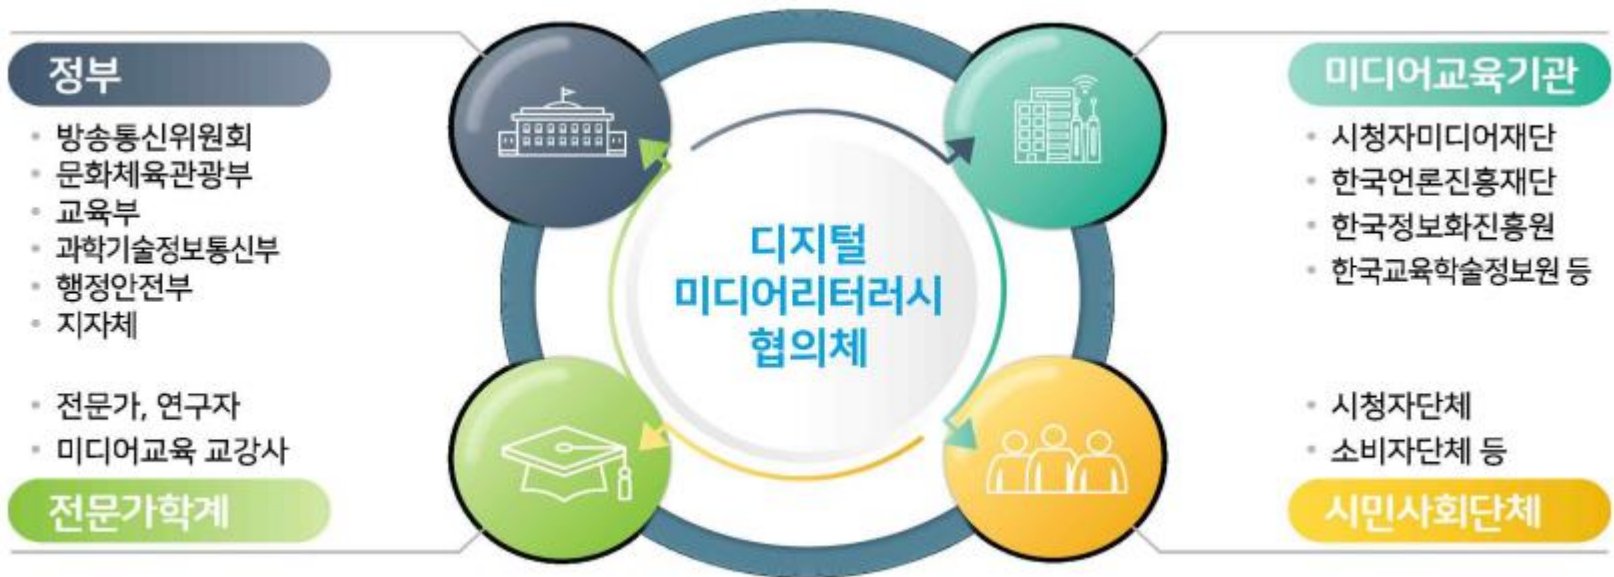 정부
방송통신위원회
문화체육관광부
교육부
과학기술정보통신부
행정안전부
지자체
전문가, 연구자
미디어교육 교강사
전문가학계
디지털
미디어리터러시
협의체
미디어교육기관
시청자미디어재단
한국언론진흥재단
한국정보화진흥원
한국교육학술정보원 등
시청자단체
소비자단체 등
시민사회단체